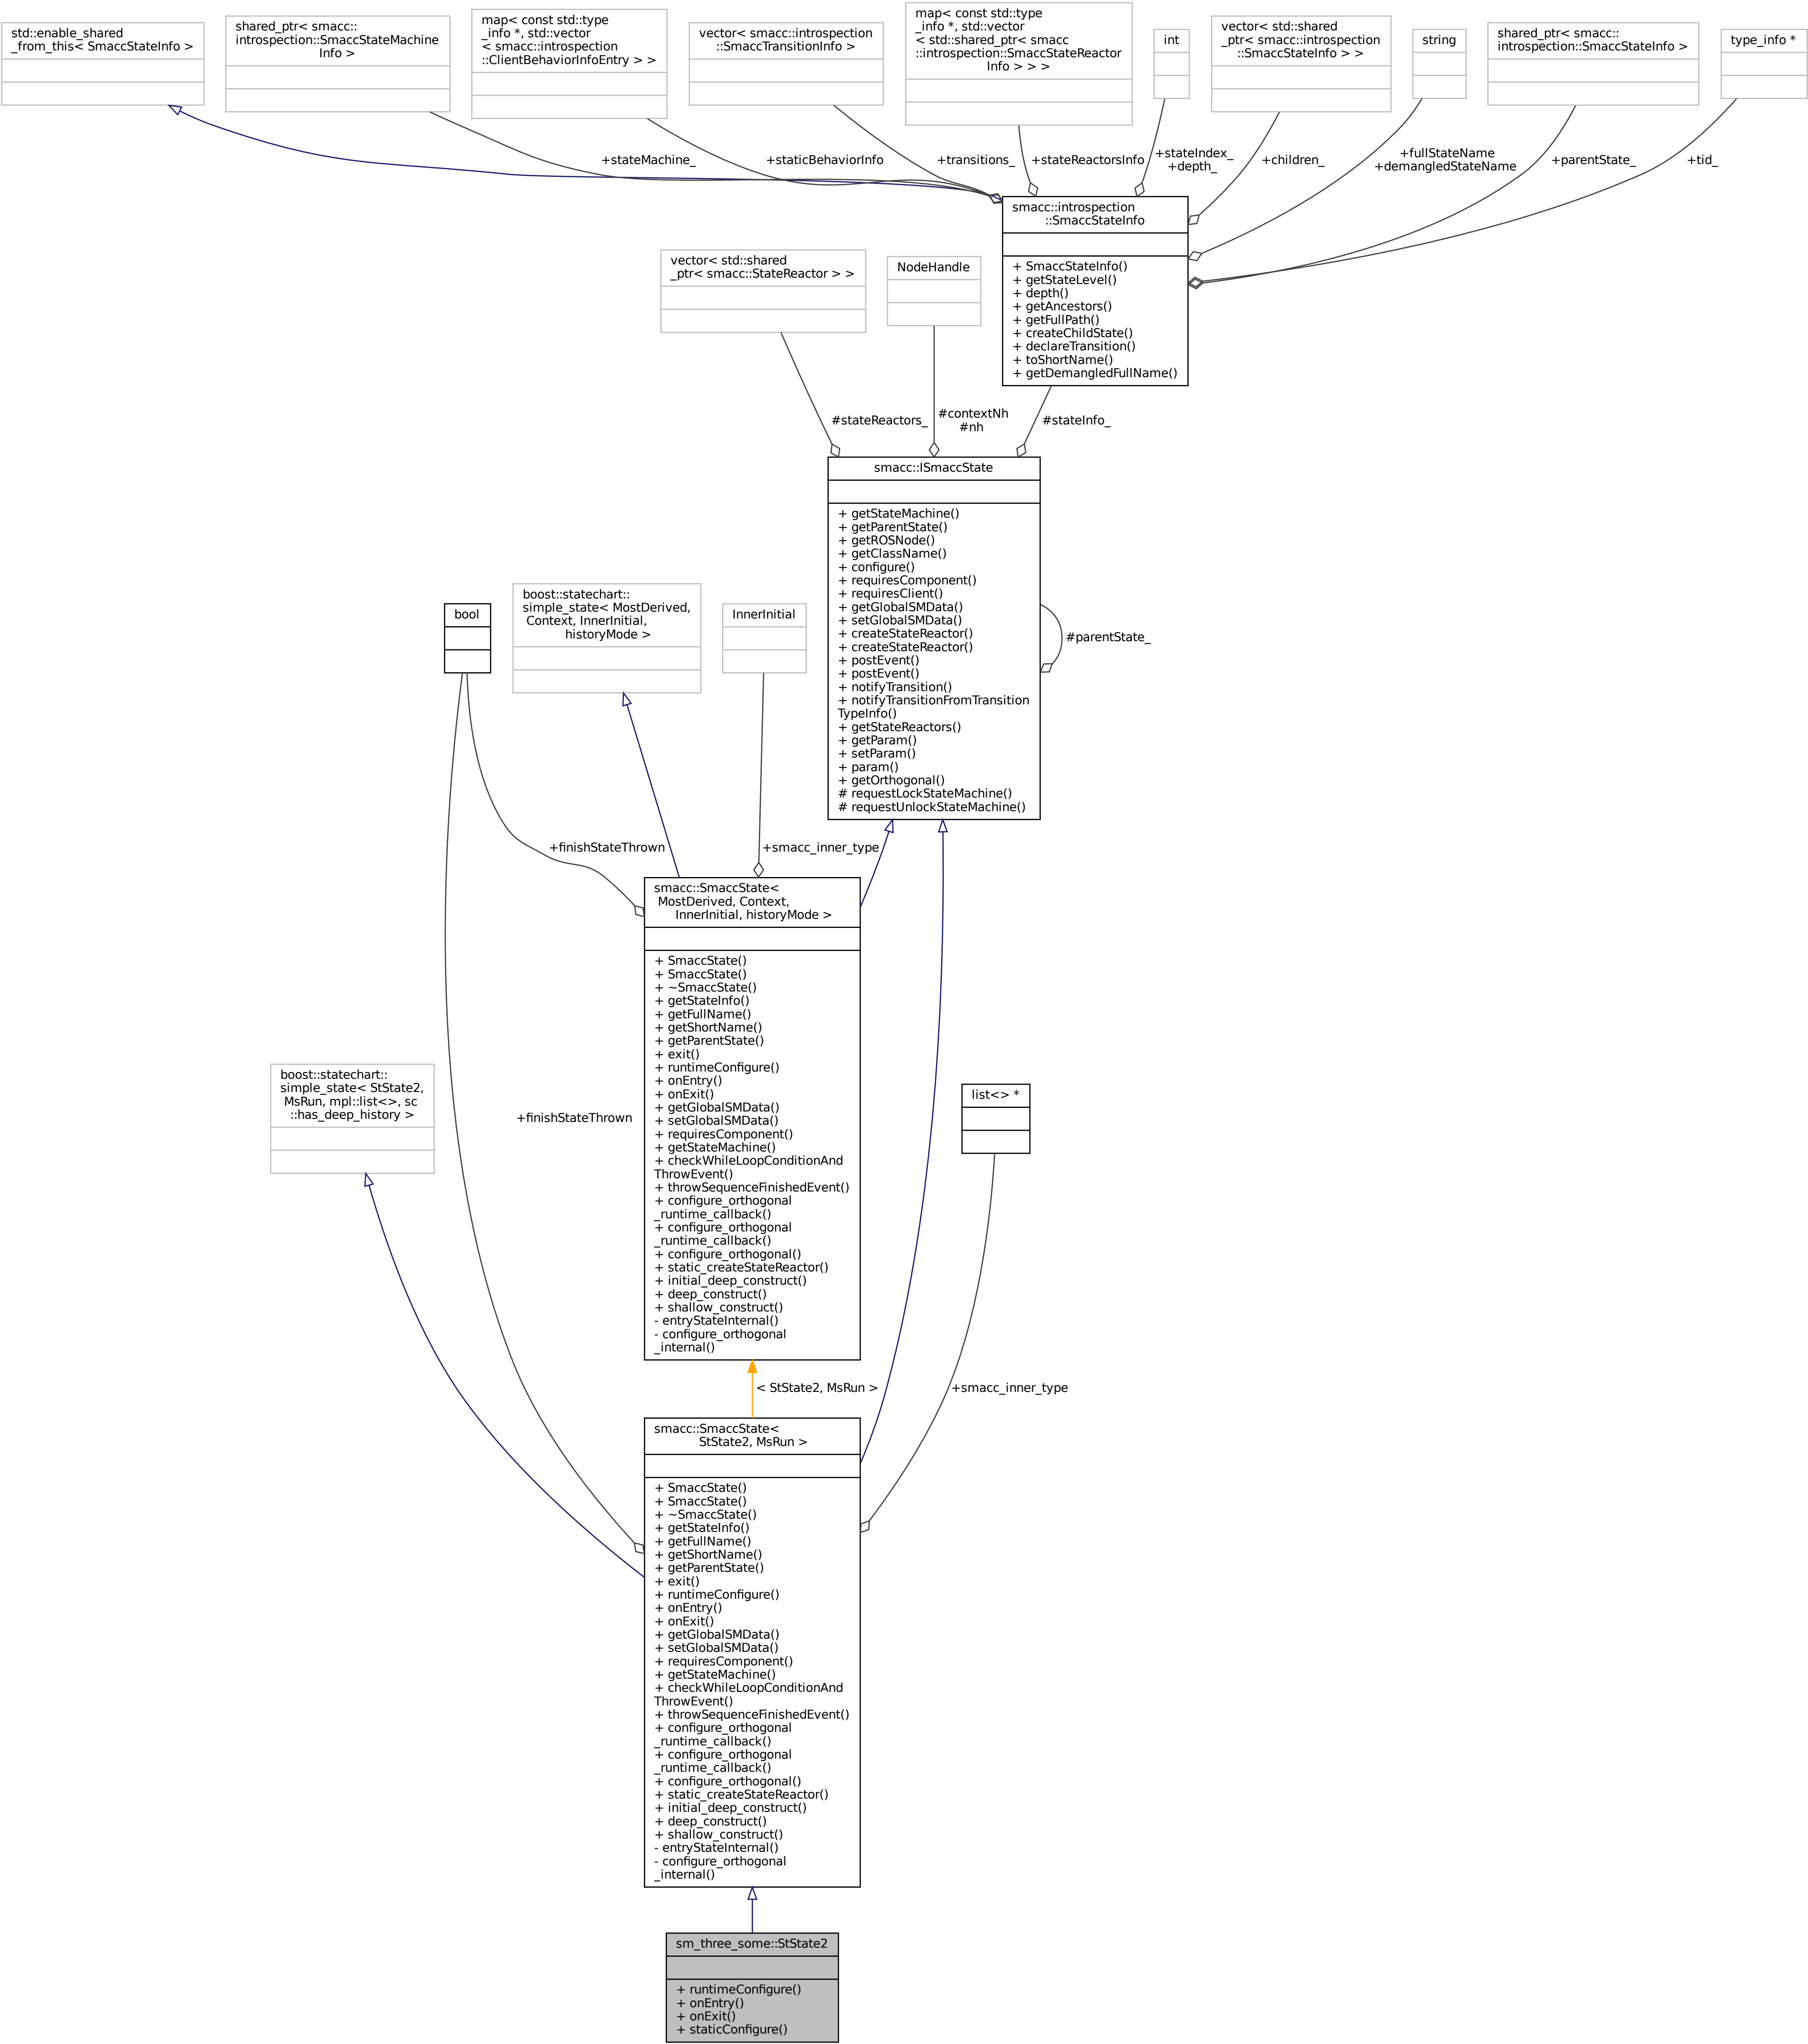 std::enable_shared
_from_this< SmaccStateInfo >
shared_ptr< smacc::
introspection::SmaccStateMachine
Info >
map< const std::type
_info *, std::vector
< smacc::introspection
::ClientBehaviorInfoEntry > >
vector< smacc::introspection
::SmaccTransitionInfo >
map< const std::type
_info *, std::vector
< std::shared_ptr< smacc
::introspection::SmaccStateReactor
Info > > >
int
vector< std::shared
_ptr< smacc::introspection
::SmaccStateInfo > >
string
shared_ptr< smacc::
introspection::SmaccStateInfo >
type_info *
+stateMachine_
+staticBehaviorInfo
+transitions_
+stateReactorsInfo
+stateIndex_
+depth_
+children_
+fullStateName
+demangledStateName
+parentState_
+tid_
smacc::introspection
::SmaccStateInfo
+ SmaccStateInfo()
+ getStateLevel()
+ depth()
+ getAncestors()
+ getFullPath()
+ createChildState()
+ declareTransition()
+ toShortName()
+ getDemangledFullName()
vector< std::shared
_ptr< smacc::StateReactor > >
NodeHandle
#stateReactors_
#contextNh
#nh
#stateInfo_
smacc::ISmaccState
+ getStateMachine()
+ getParentState()
+ getROSNode()
+ getClassName()
+ configure()
+ requiresComponent()
+ requiresClient()
+ getGlobalSMData()
+ setGlobalSMData()
+ createStateReactor()
+ createStateReactor()
+ postEvent()
+ postEvent()
+ notifyTransition()
+ notifyTransitionFromTransition
TypeInfo()
+ getStateReactors()
+ getParam()
+ setParam()
+ param()
+ getOrthogonal()
# requestLockStateMachine()
# requestUnlockStateMachine()
#parentState_
bool
boost::statechart::
simple_state< MostDerived,
Context, InnerInitial,
historyMode >
InnerInitial
+finishStateThrown
+smacc_inner_type
smacc::SmaccState<
MostDerived, Context,
InnerInitial, historyMode >
+ SmaccState()
+ SmaccState()
+ ~SmaccState()
+ getStateInfo()
+ getFullName()
+ getShortName()
+ getParentState()
+ exit()
+ runtimeConfigure()
+ onEntry()
+ onExit()
+ getGlobalSMData()
+ setGlobalSMData()
+ requiresComponent()
+ getStateMachine()
+ checkWhileLoopConditionAnd
ThrowEvent()
+ throwSequenceFinishedEvent()
+ configure_orthogonal
_runtime_callback()
+ configure_orthogonal
_runtime_callback()
+ configure_orthogonal()
+ static_createStateReactor()
+ initial_deep_construct()
+ deep_construct()
+ shallow_construct()
- entryStateInternal()
- configure_orthogonal
_internal()
boost::statechart::
simple_state< StState2,
MsRun, mpl::list<>, sc
::has_deep_history >
+finishStateThrown
list<> *
< StState2, MsRun >
+smacc_inner_type
smacc::SmaccState<
StState2, MsRun >
+ SmaccState()
+ SmaccState()
+ ~SmaccState()
+ getStateInfo()
+ getFullName()
+ getShortName()
+ getParentState()
+ exit()
+ runtimeConfigure()
+ onEntry()
+ onExit()
+ getGlobalSMData()
+ setGlobalSMData()
+ requiresComponent()
+ getStateMachine()
+ checkWhileLoopConditionAnd
ThrowEvent()
+ throwSequenceFinishedEvent()
+ configure_orthogonal
_runtime_callback()
+ configure_orthogonal
_runtime_callback()
+ configure_orthogonal()
+ static_createStateReactor()
+ initial_deep_construct()
+ deep_construct()
+ shallow_construct()
- entryStateInternal()
- configure_orthogonal
_internal()
sm_three_some::StState2
+ runtimeConfigure()
+ onEntry()
+ onExit()
+ staticConfigure()